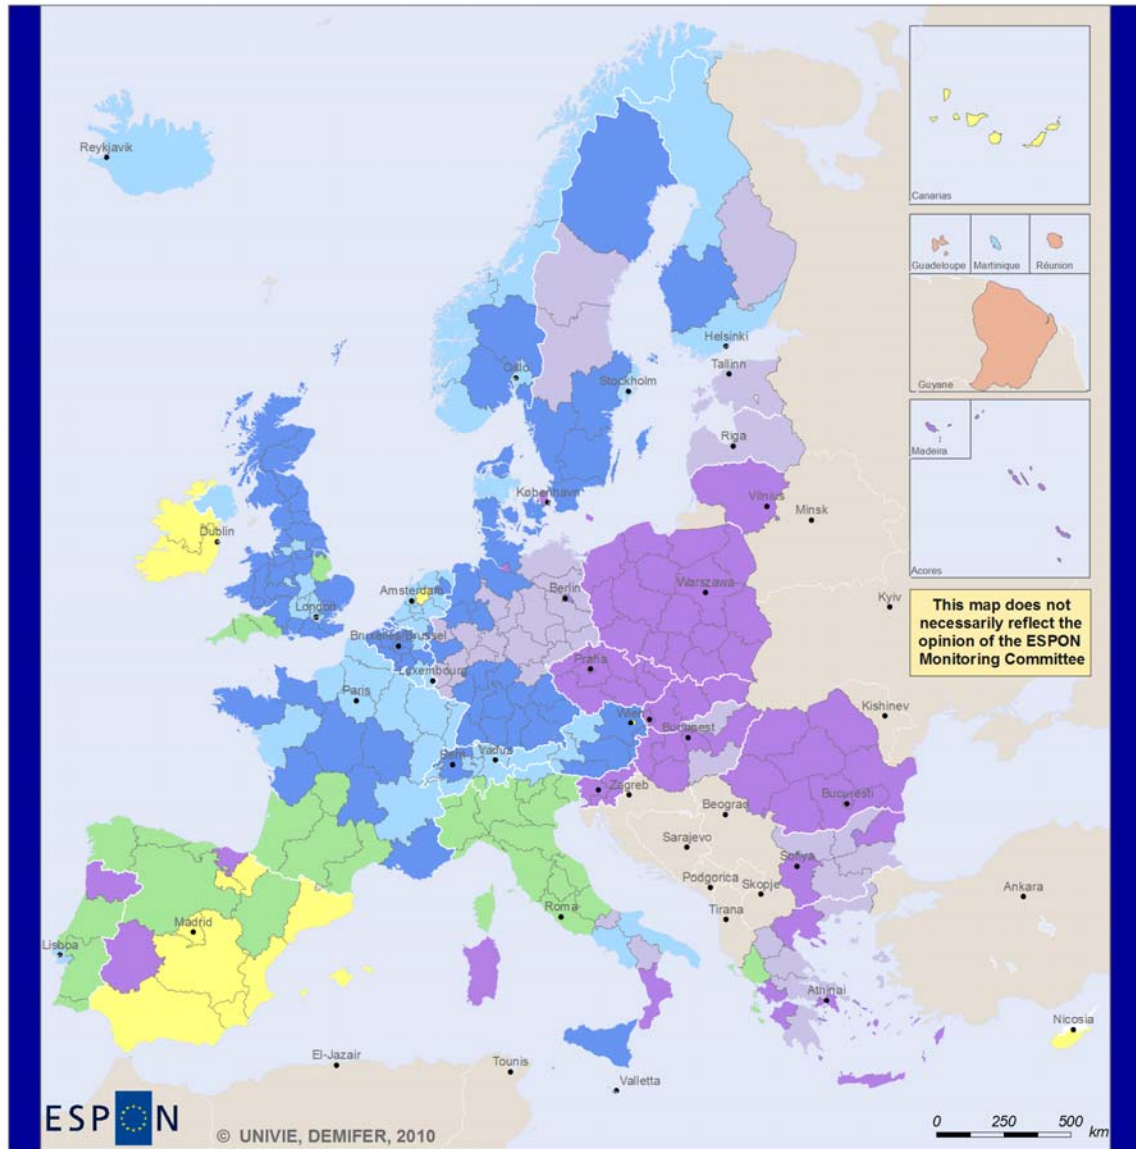 Reykjavik
Canarias
Guadeloupe
Martinique
Réunion
Guyane
Madeira
Acores
Helsinki
Oslo
Tallinn
Stockholm
Riga
København
Vilnius
Minsk
Dublin
Amsterdam
Berlin
Warszawa
London
Kyiv
This map does not
necessarily reflect the
opinion of the ESPON
Monitoring Committee
Bruxelles/Brussel
Praha
Luxembourg
Paris
Kishinev
Wien
Budapest
Bern
Vaduz
Zagreb
Bucuresti
Beograd
Sarajevo
Sofiya
Podgorica
Skopje
Ankara
Madrid
Roma
Tirana
Lisboa
Athinai
Nicosia
El-Jazair
Tounis
Valletta
ESPON
© UNIVIE, DEMIFER, 2010
0 250 500
km